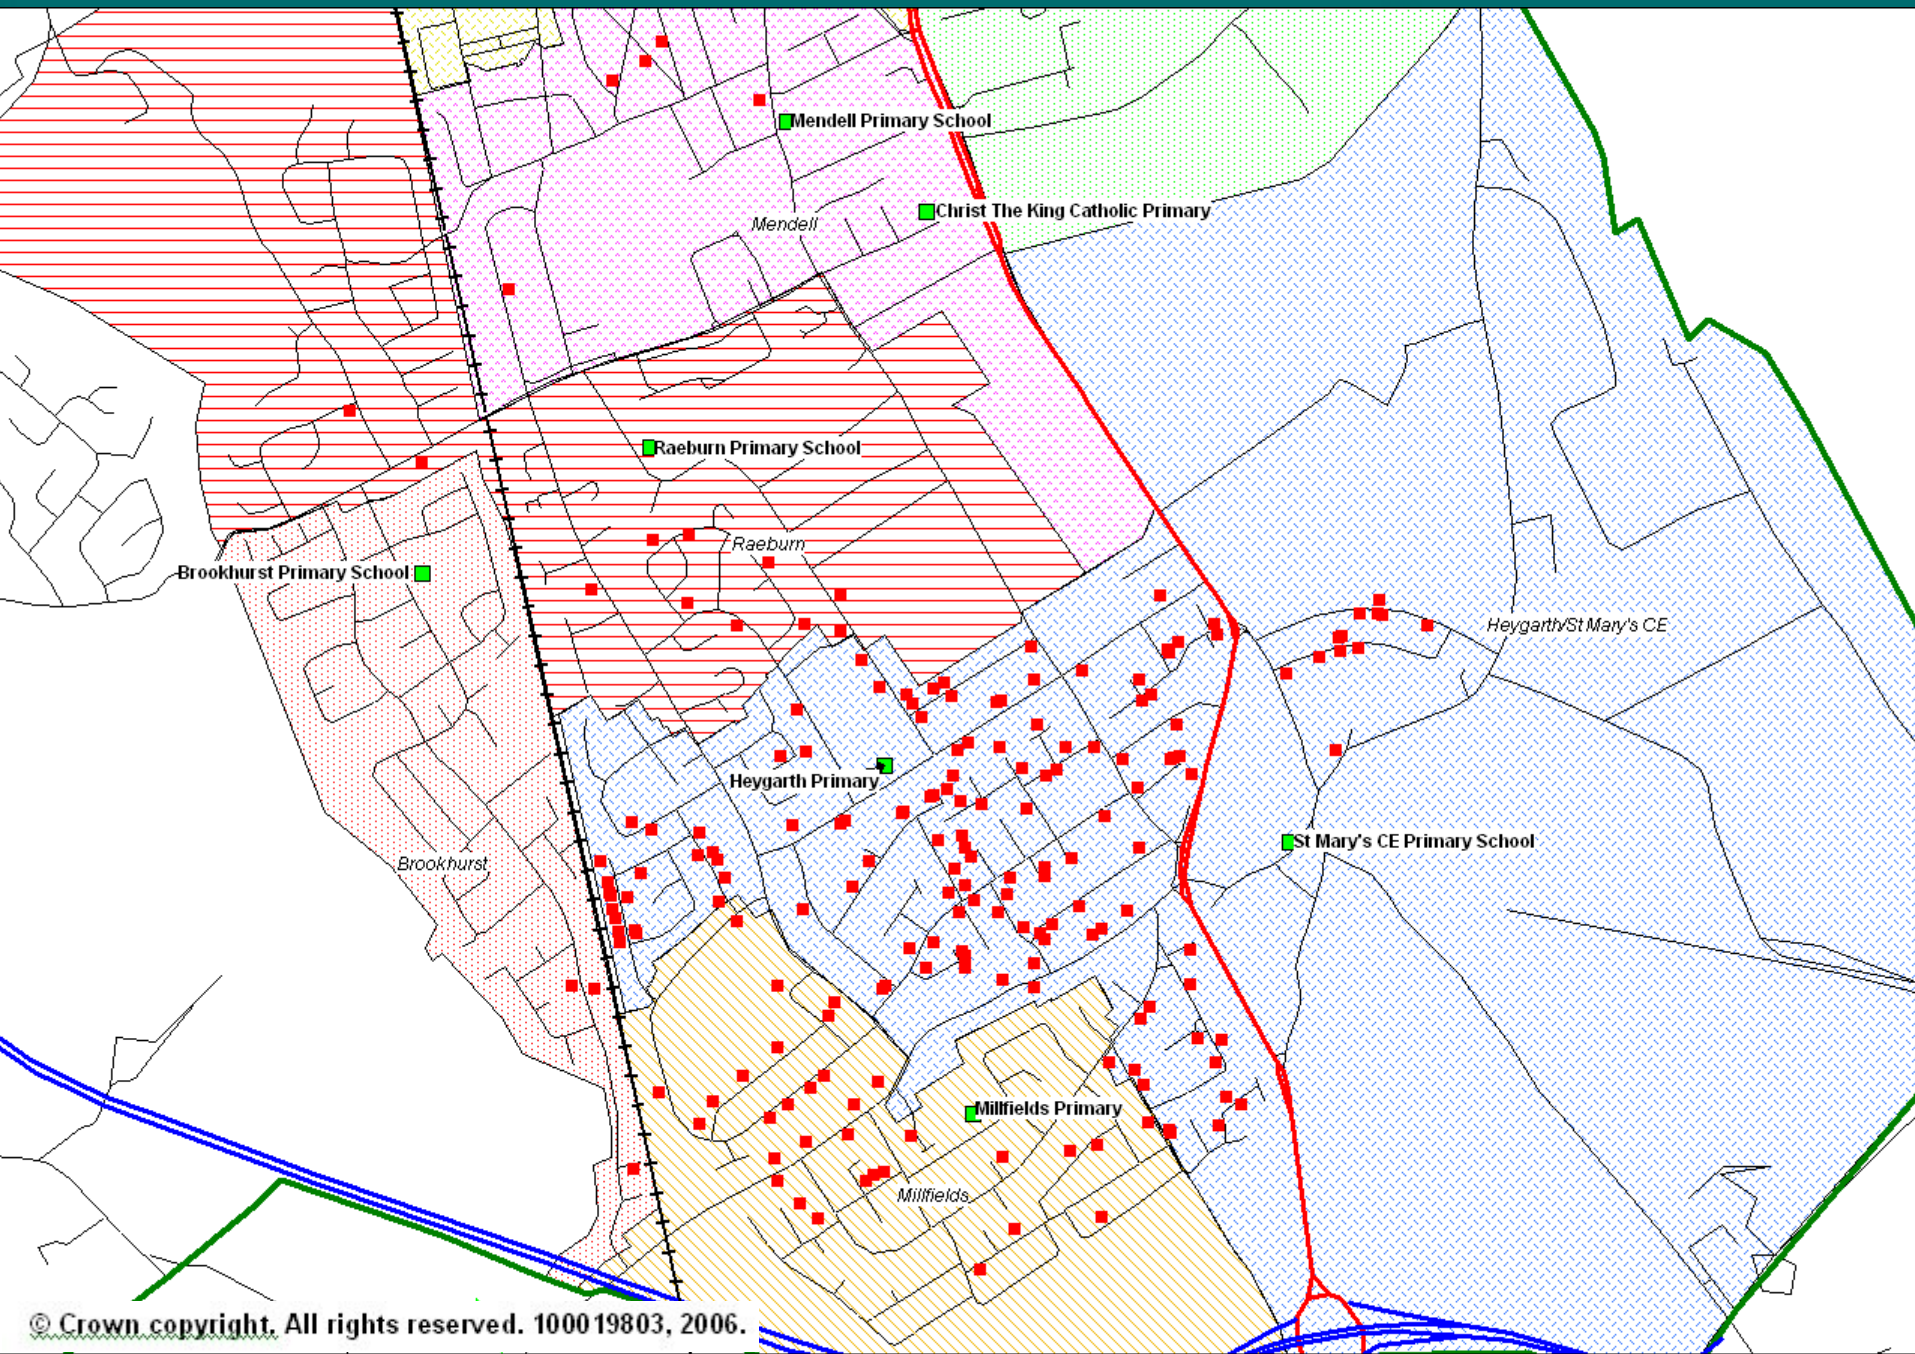 Mendell Primary School
Christ The King Catholic Primary
Mendell
Raeburn Primary School
Raeburn
Brookhurst Primary School
Heygarth/St Mary's CE
Heygarth Primary
St Mary's CE Primary School
Brookhurst
Millfields Primary
Millfields
© Crown copyright. All rights reserved. 100019803, 2006.